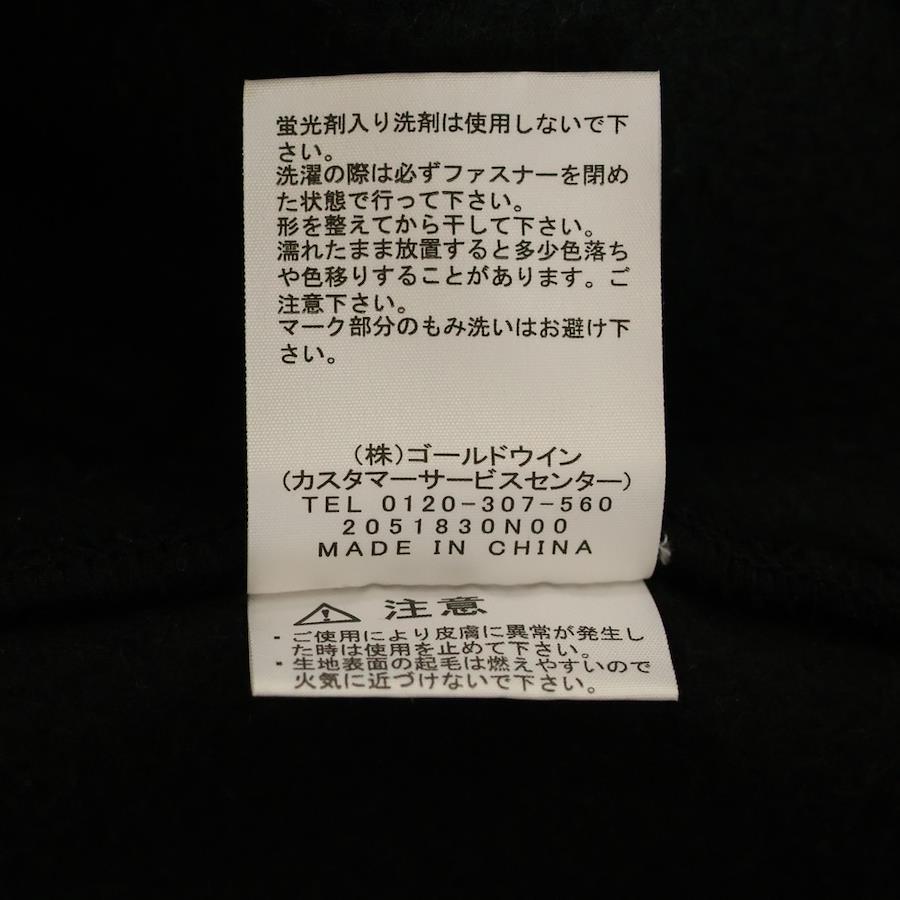 蛍光剤入り洗剤は使用しないで下
さい。
洗濯の際は必ずファスナーを閉め
た状態で行って下さい。
形を整えてから干して下さい。
濡れたまま放置すると多少色落ち
や色移りすることがあります。ご
注意下さい。
マーク部分のもみ洗いはお避け下
さい。
(株)ゴールドウイン
(カスタマーサービスセンター)
TEL 0120-307-560
2051830N00
MADE IN CHINA
⚠ 注意
・ご使用により皮膚に異常が発生し
た時は使用を止めて下さい。
・生地表面の起毛は燃えやすいので
火気に近づけないで下さい。